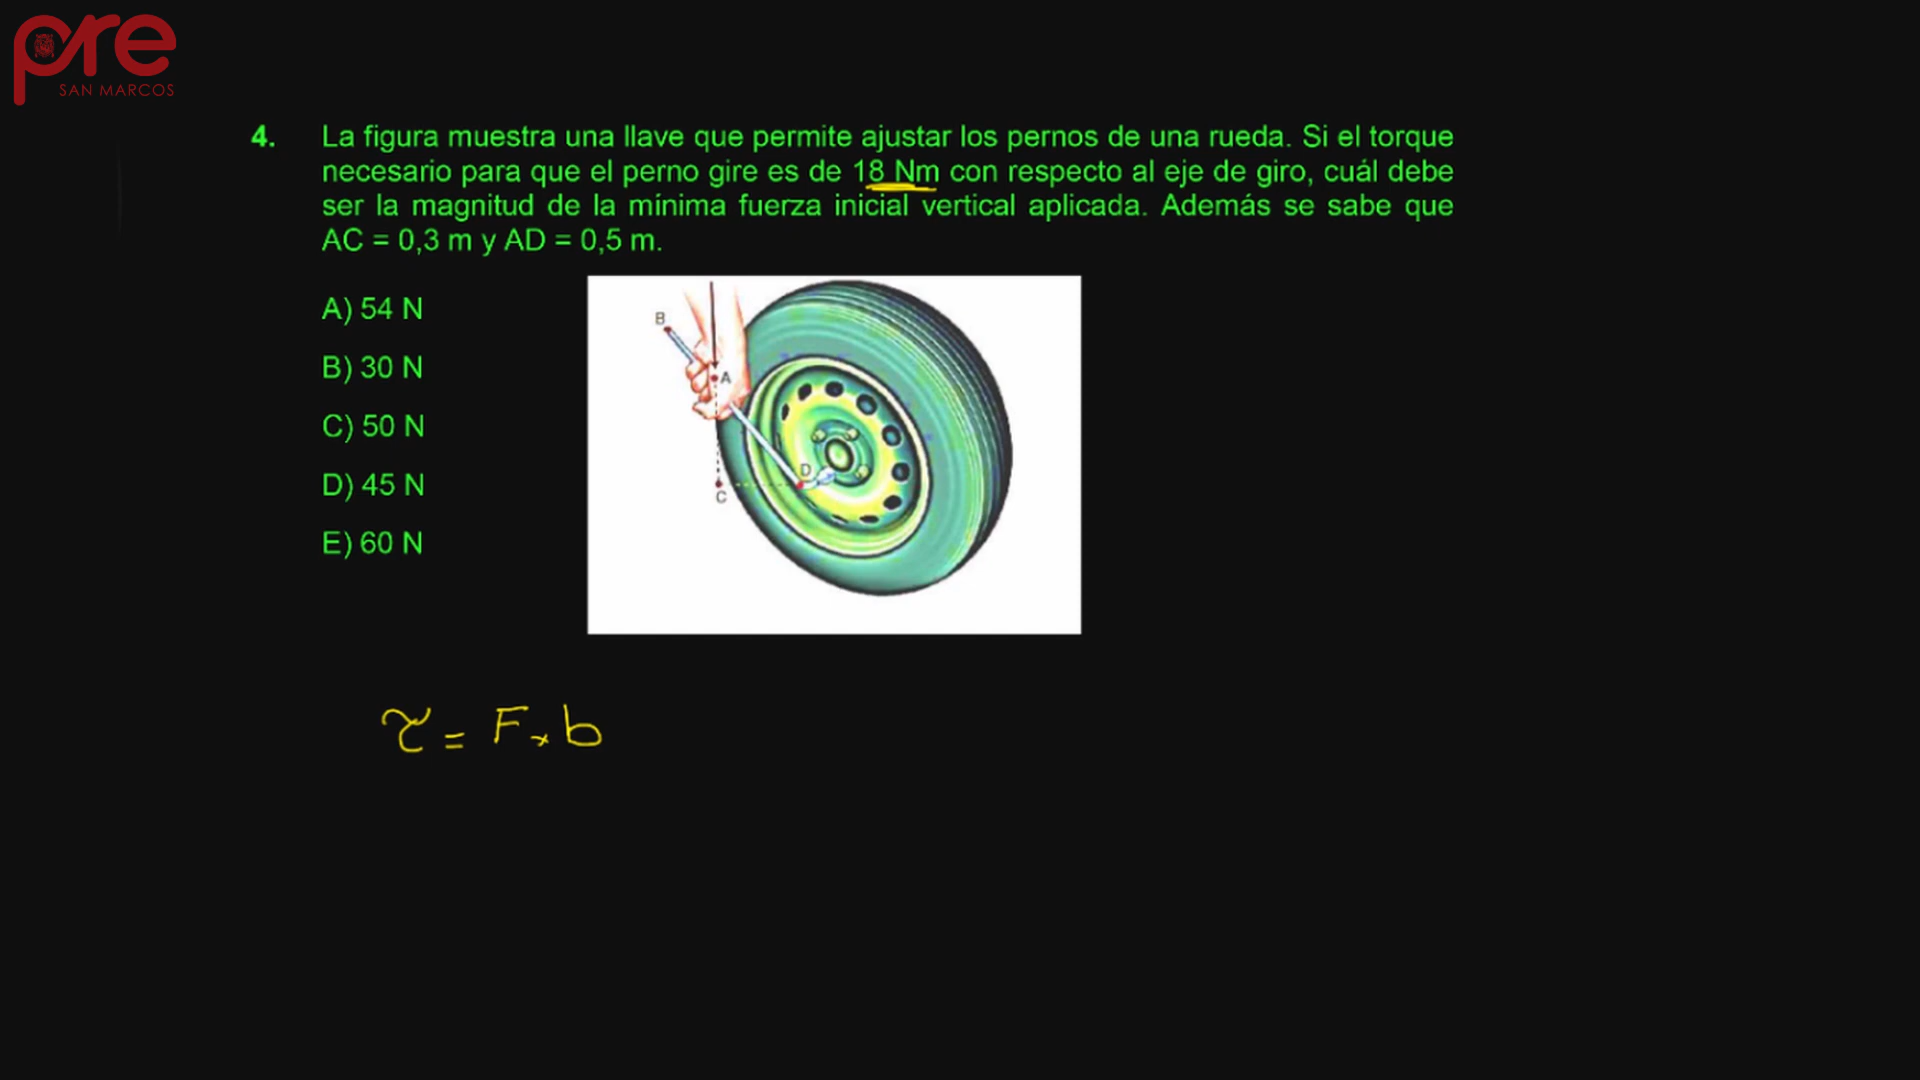 pre
SAN MARCOS
4. La figura muestra una llave que permite ajustar los pernos de una rueda. Si el torque
necesario para que el perno gire es de 18 Nm con respecto al eje de giro, cuál debe
ser la magnitud de la mínima fuerza inicial vertical aplicada. Además se sabe que
AC = 0,3 m y AD = 0,5 m.
A) 54 N
B) 30 N
C) 50 N
D) 45 N
E) 60 N
B
A
D
C
τ = F x b